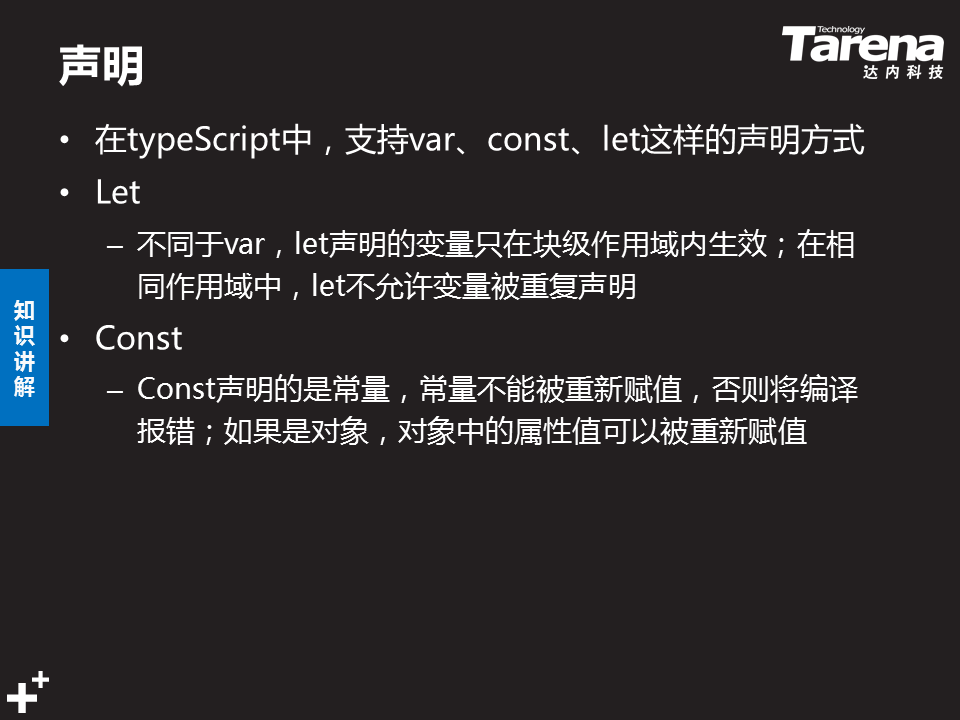 声明
Technology
Tarena
达内科技
• 在typeScript中，支持var、const、let这样的声明方式
• Let
– 不同于var，let声明的变量只在块级作用域内生效；在相
同作用域中，let不允许变量被重复声明
知识讲解
• Const
– Const声明的是常量，常量不能被重新赋值，否则将编译
报错；如果是对象，对象中的属性值可以被重新赋值